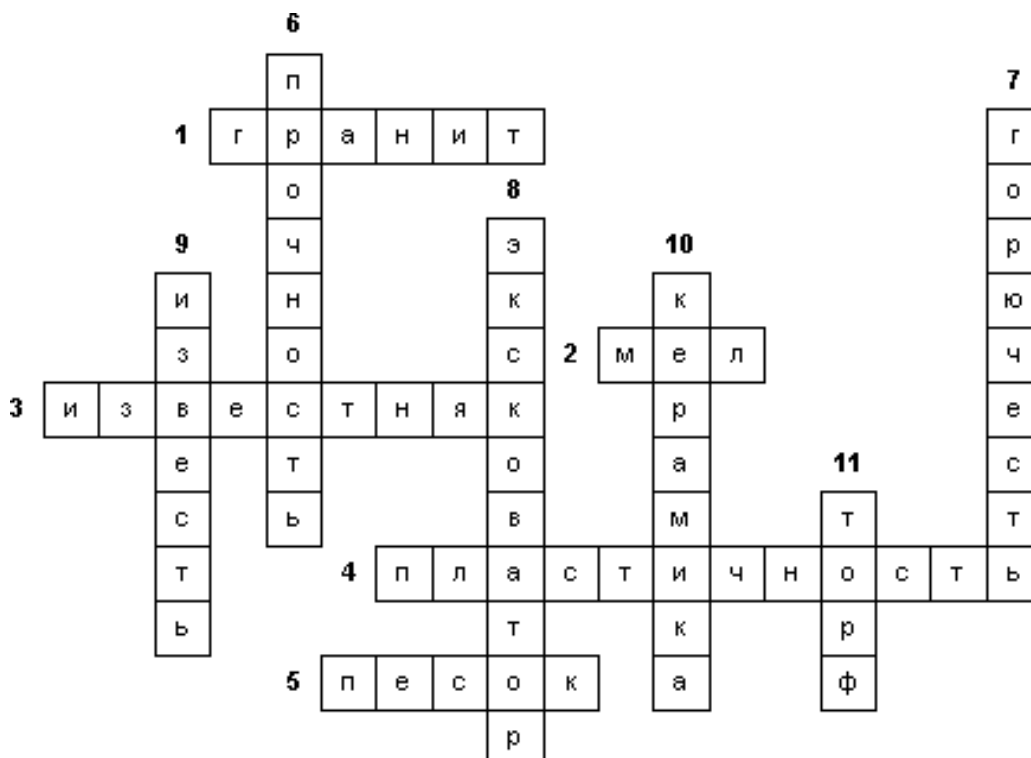 6
п 7
1 г р а н и т г
о 8 о
9 ч э 10 р
и н к к ю
з о с 2 м е л ч
3 и з в е с т н я к р е
е т о а 11 с
с ь в м т т
т 4 п л а с т и ч н о с т ь
ь т к р
5 п е с о к а ф
р